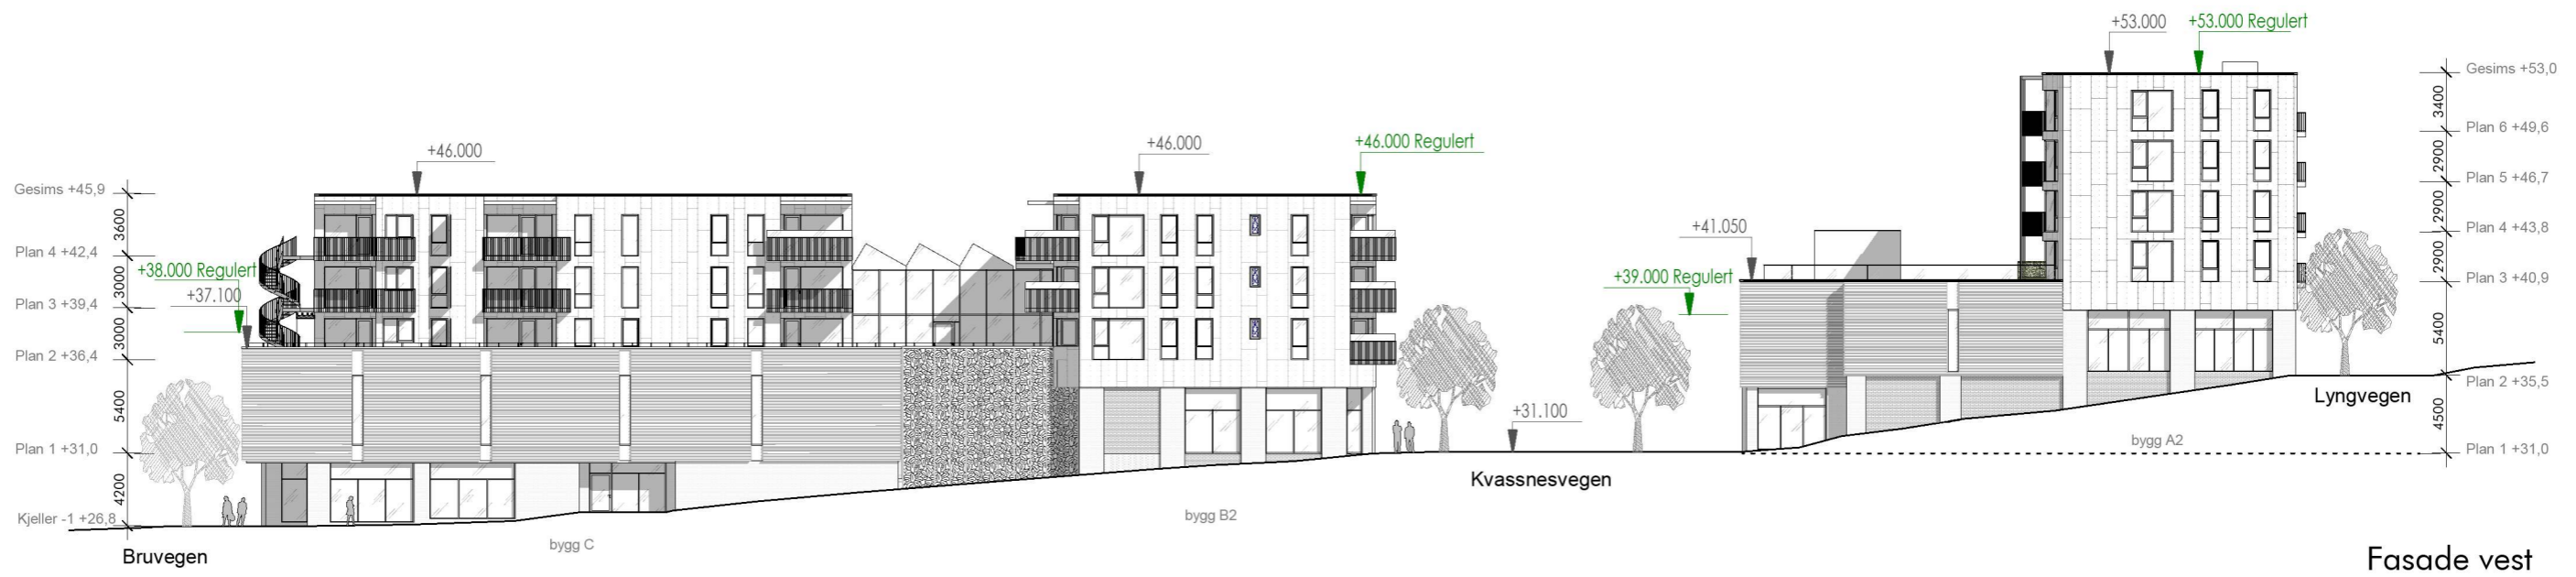 +53.000
+53.000 Regulert
Gesims +53,0
3400
Plan 6 +49,6
2900
Plan 5 +46,7
2900
Plan 4 +43,8
2900
Plan 3 +40,9
5400
Plan 2 +35,5
4500
Plan 1 +31,0
+46.000
+46.000
+46.000 Regulert
Gesims +45,9
3600
Plan 4 +42,4
3000
Plan 3 +39,4
3000
Plan 2 +36,4
5400
Plan 1 +31,0
4200
Kjeller -1 +26,8
+38.000 Regulert
+37.100
+41.050
+39.000 Regulert
+31.100
Lyngvegen
bygg A2
Kvassnesvegen
bygg B2
bygg C
Bruvegen
Fasade vest